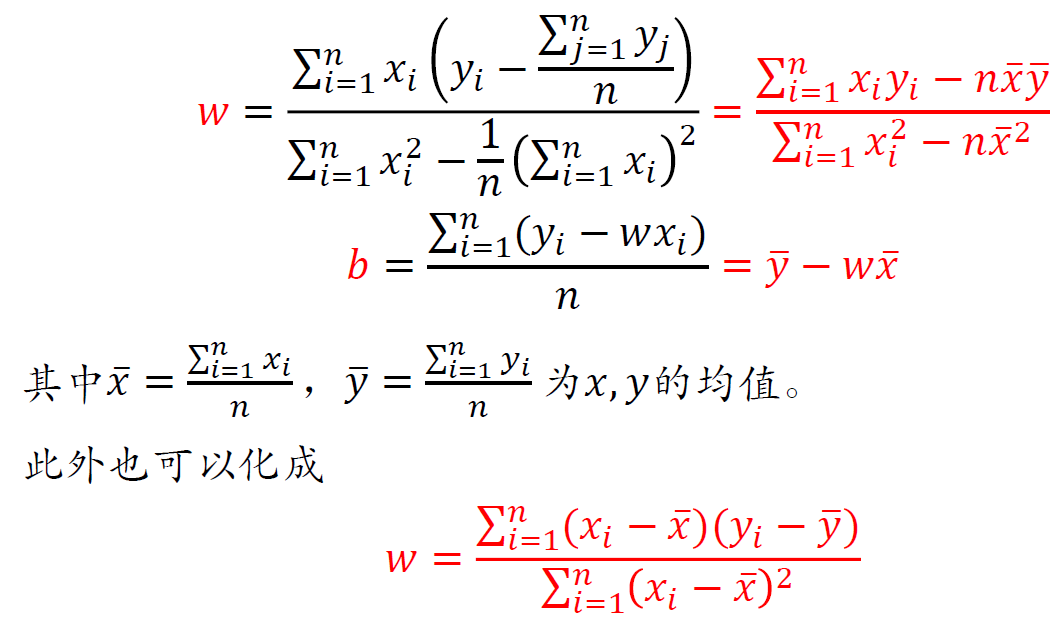 w = \frac{\sum_{i=1}^{n} x_i \left( y_i - \frac{\sum_{j=1}^{n} y_j}{n} \right)}{\sum_{i=1}^{n} x_i^2 - \frac{1}{n} \left( \sum_{i=1}^{n} x_i \right)^2} = \frac{\sum_{i=1}^{n} x_i y_i - n\bar{x}\bar{y}}{\sum_{i=1}^{n} x_i^2 - n\bar{x}^2}
b = \frac{\sum_{i=1}^{n} (y_i - wx_i)}{n} = \bar{y} - w\bar{x}
其中\bar{x} = \frac{\sum_{i=1}^{n} x_i}{n}，\bar{y} = \frac{\sum_{i=1}^{n} y_i}{n} 为x, y的均值。
此外也可以化成
w = \frac{\sum_{i=1}^{n} (x_i - \bar{x})(y_i - \bar{y})}{\sum_{i=1}^{n} (x_i - \bar{x})^2}